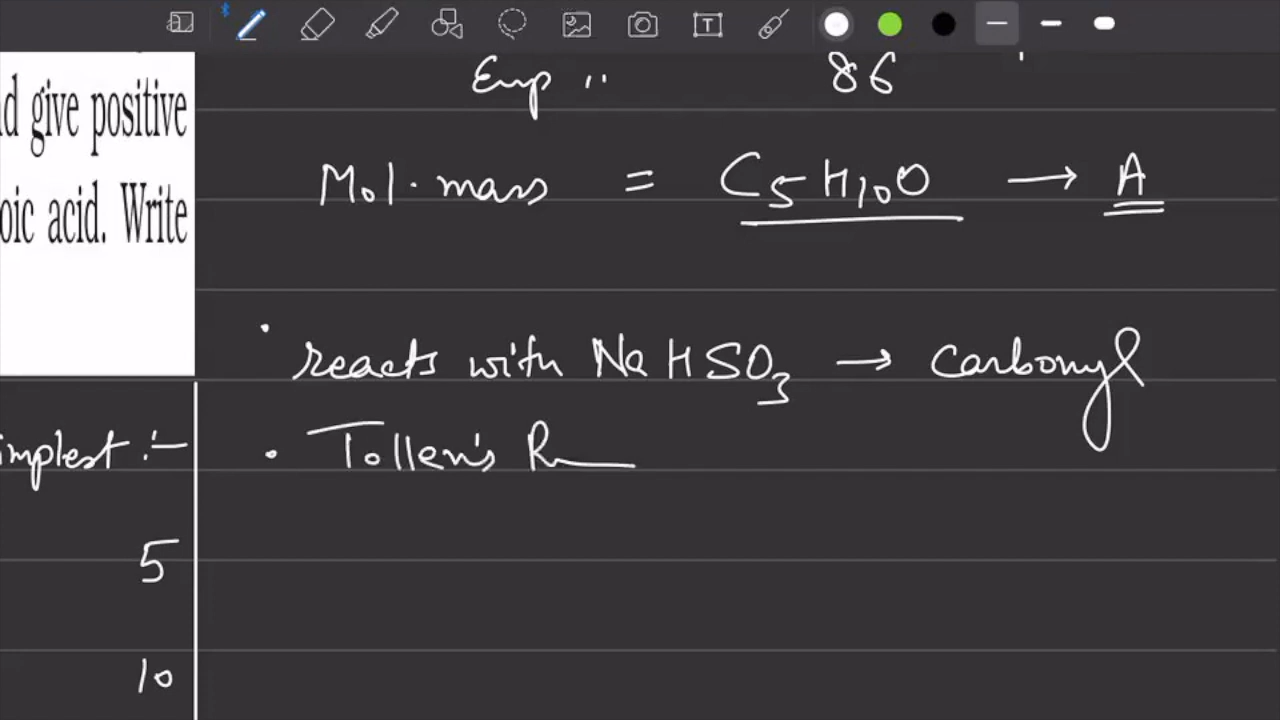 d give positive
oic acid. Write
Emp "
86
Mol. mass = C5H10O → A
• reacts with NaHSO3 → carbonyl
• Tollen's R
implest :-
5
10